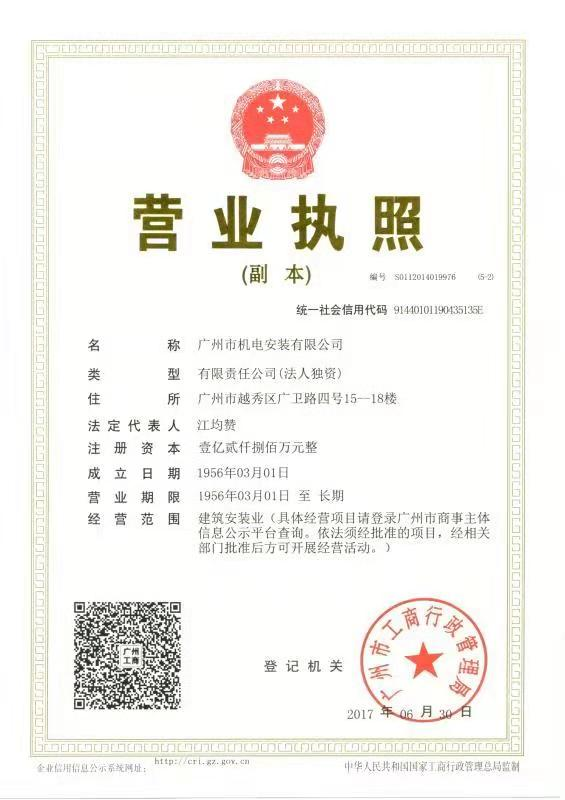 营业执照
(副 本)
编号 S0112014019976 (5-2)
统一社会信用代码 91440101190435135E
名 称 广州市机电安装有限公司
类 型 有限责任公司(法人独资)
住 所 广州市越秀区广卫路四号15--18楼
法定代表人 江均赞
注 册 资 本 壹亿贰仟捌佰万元整
成 立 日 期 1956年03月01日
营 业 期 限 1956年03月01日 至 长期
经 营 范 围 建筑安装业(具体经营项目请登录广州市商事主体
信息公示平台查询。依法须经批准的项目，经相关
部门批准后方可开展经营活动。)
广州
工商
广州市工商行政管理局
登 记 机 关
2017 年 06 月 30 日
企业信用信息公示系统网址： http://cri.gz.gov.cn
中华人民共和国国家工商行政管理总局监制